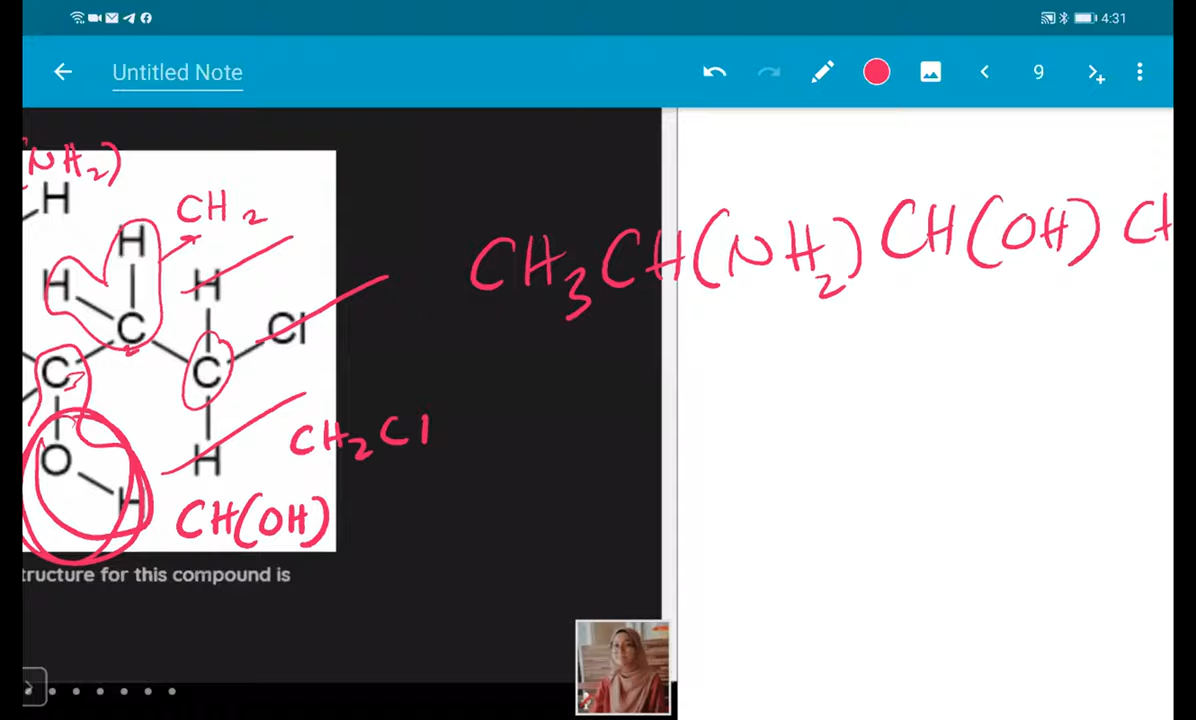 4:31
Untitled Note
9
NH₂)
H
CH₂
H
H
H
C
Cl
C
C
O
H
H
CH₂Cl
CH(OH)
CH₃CH(NH₂)CH(OH)CH
tructure for this compound is